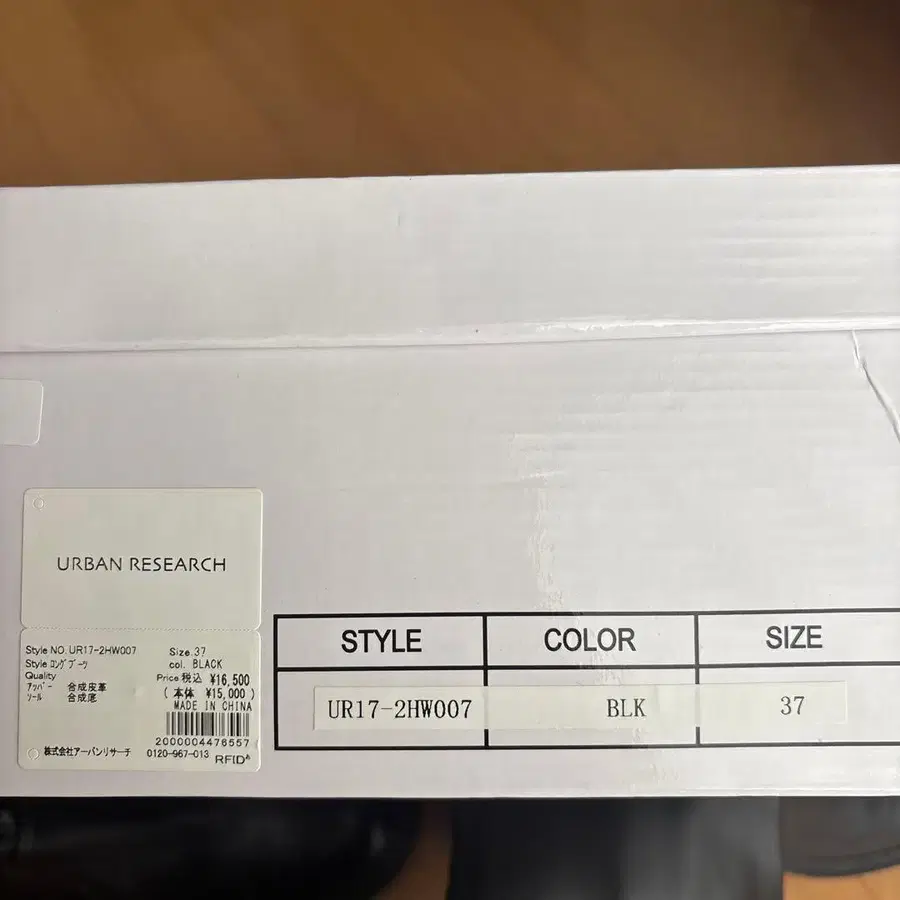 URBAN RESEARCH
Style NO. UR17-2HW007 Size. 37
Style ロングブーツ col. BLACK
Quality Price 税込 ¥16,500
アッパー 合成皮革 ( 本体 ¥15,000 )
ソール 合成底 MADE IN CHINA
2000004476557
株式会社アーバンリサーチ 0120-967-013 RFID
STYLE COLOR SIZE
UR17-2HW007 BLK 37